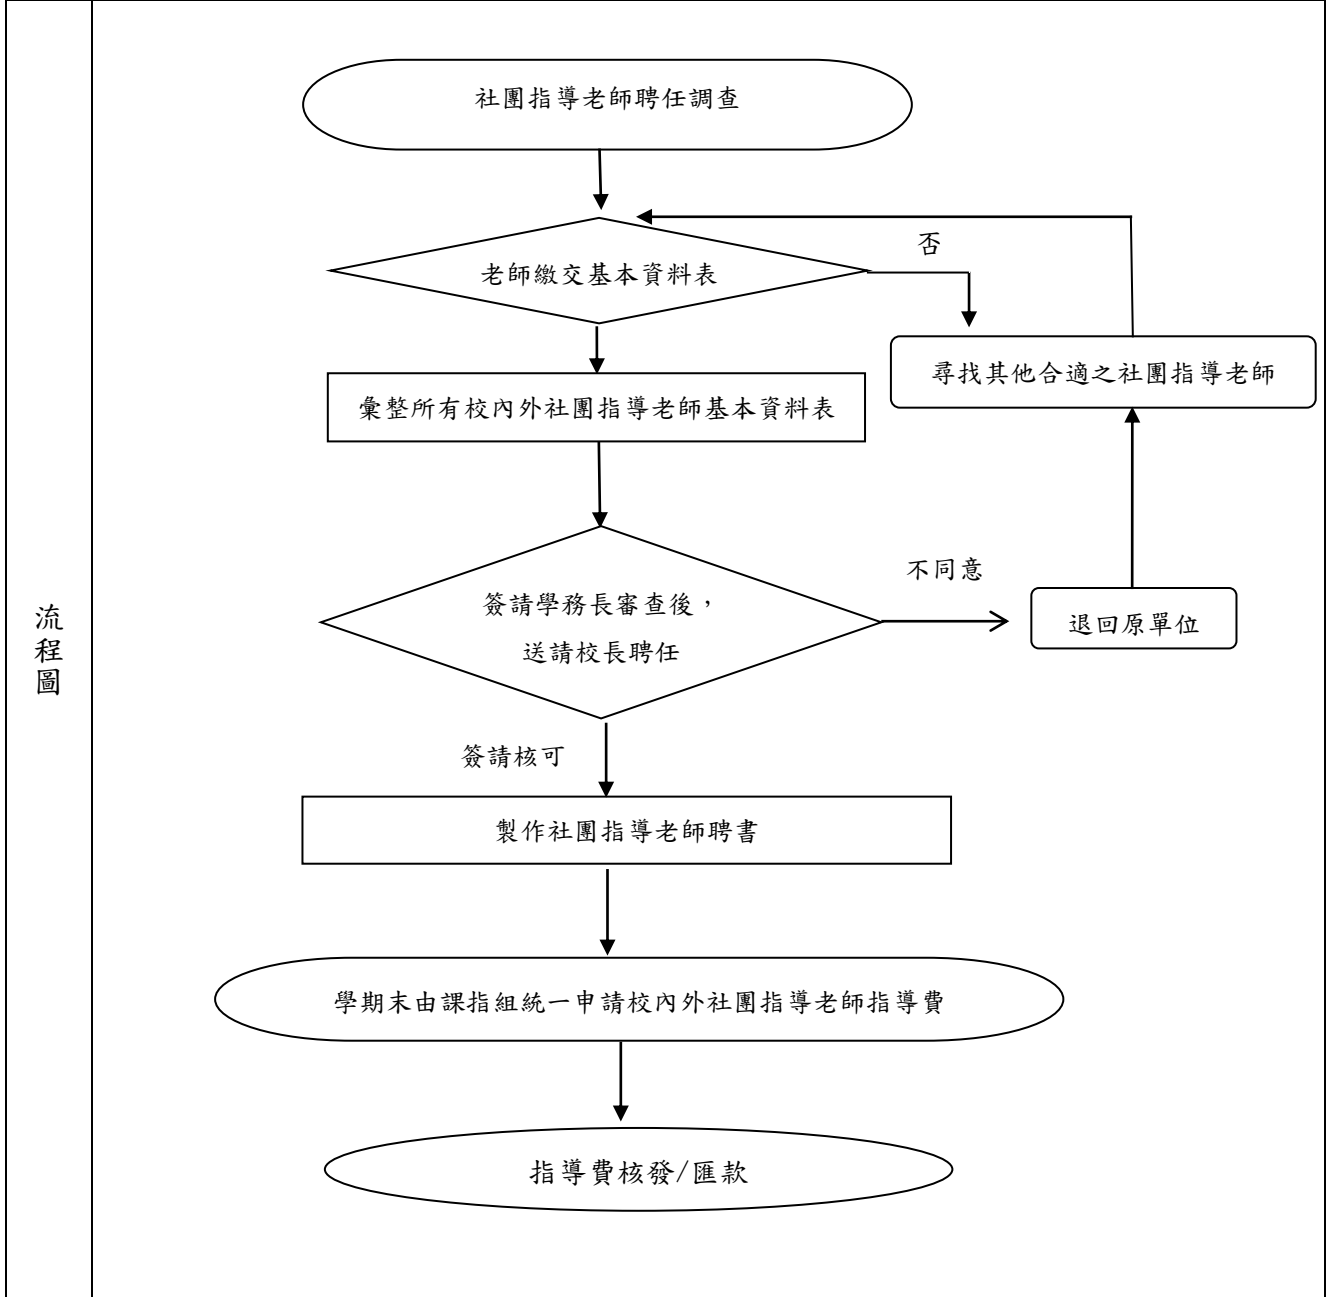 流程圖
社團指導老師聘任調查
老師繳交基本資料表
否
尋找其他合適之社團指導老師
彙整所有校內外社團指導老師基本資料表
簽請學務長審查後，
送請校長聘任
不同意
退回原單位
簽請核可
製作社團指導老師聘書
學期末由課指組統一申請校內外社團指導老師指導費
指導費核發/匯款